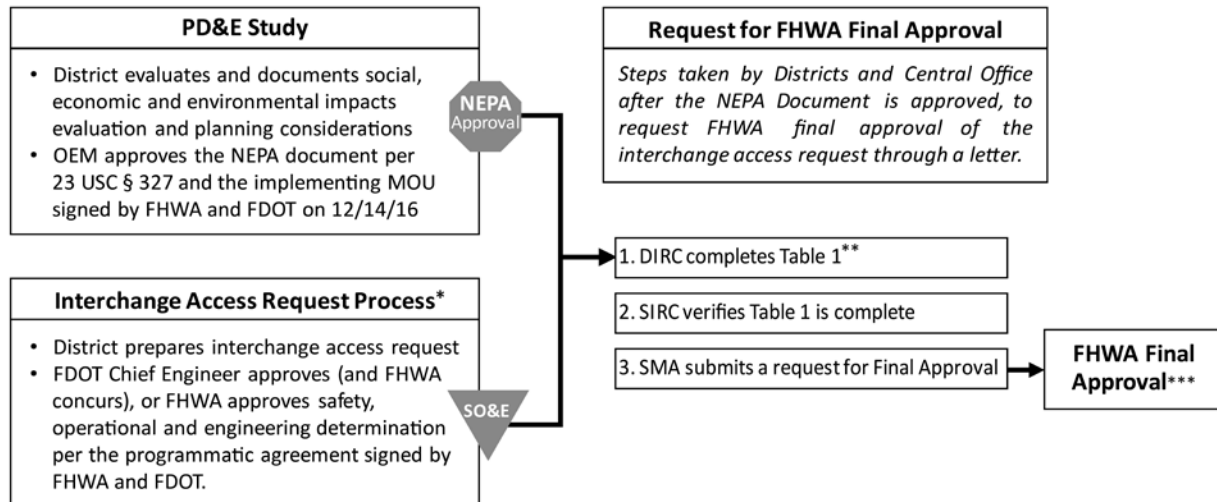 PD&E Study
• District evaluates and documents social,
economic and environmental impacts
evaluation and planning considerations
• OEM approves the NEPA document per
23 USC § 327 and the implementing MOU
signed by FHWA and FDOT on 12/14/16
NEPA
Approval
Request for FHWA Final Approval
Steps taken by Districts and Central Office
after the NEPA Document is approved, to
request FHWA final approval of the
interchange access request through a letter.
Interchange Access Request Process*
• District prepares interchange access request
• FDOT Chief Engineer approves (and FHWA
concurs), or FHWA approves safety,
operational and engineering determination
per the programmatic agreement signed by
FHWA and FDOT.
SO&E
1. DIRC completes Table 1**
2. SIRC verifies Table 1 is complete
3. SMA submits a request for Final Approval
FHWA Final
Approval***